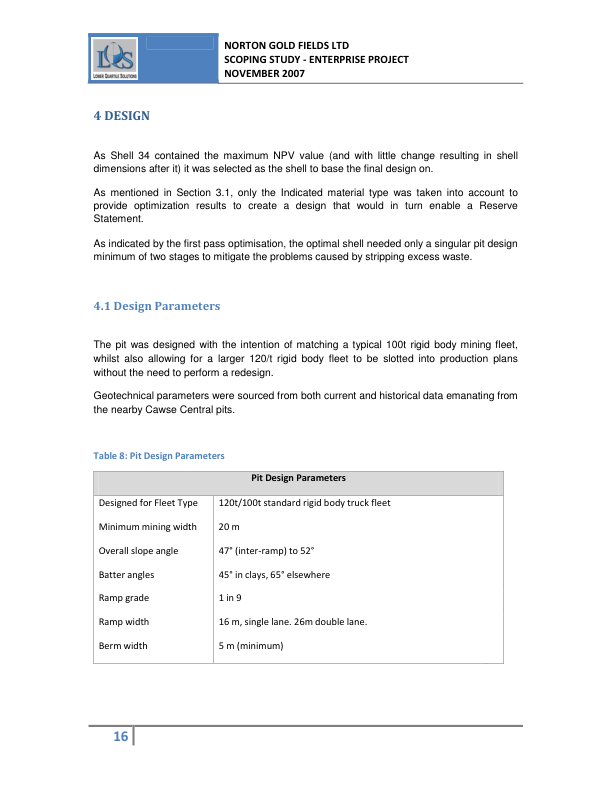 LQS
LOWER QUARTILE SOLUTIONS
NORTON GOLD FIELDS LTD
SCOPING STUDY - ENTERPRISE PROJECT
NOVEMBER 2007
4 DESIGN
As Shell 34 contained the maximum NPV value (and with little change resulting in shell
dimensions after it) it was selected as the shell to base the final design on.
As mentioned in Section 3.1, only the Indicated material type was taken into account to
provide optimization results to create a design that would in turn enable a Reserve
Statement.
As indicated by the first pass optimisation, the optimal shell needed only a singular pit design
minimum of two stages to mitigate the problems caused by stripping excess waste.
4.1 Design Parameters
The pit was designed with the intention of matching a typical 100t rigid body mining fleet,
whilst also allowing for a larger 120/t rigid body fleet to be slotted into production plans
without the need to perform a redesign.
Geotechnical parameters were sourced from both current and historical data emanating from
the nearby Cawse Central pits.
Table 8: Pit Design Parameters
Pit Design Parameters
Designed for Fleet Type 120t/100t standard rigid body truck fleet
Minimum mining width 20 m
Overall slope angle 47° (inter-ramp) to 52°
Batter angles 45° in clays, 65° elsewhere
Ramp grade 1 in 9
Ramp width 16 m, single lane. 26m double lane.
Berm width 5 m (minimum)
16